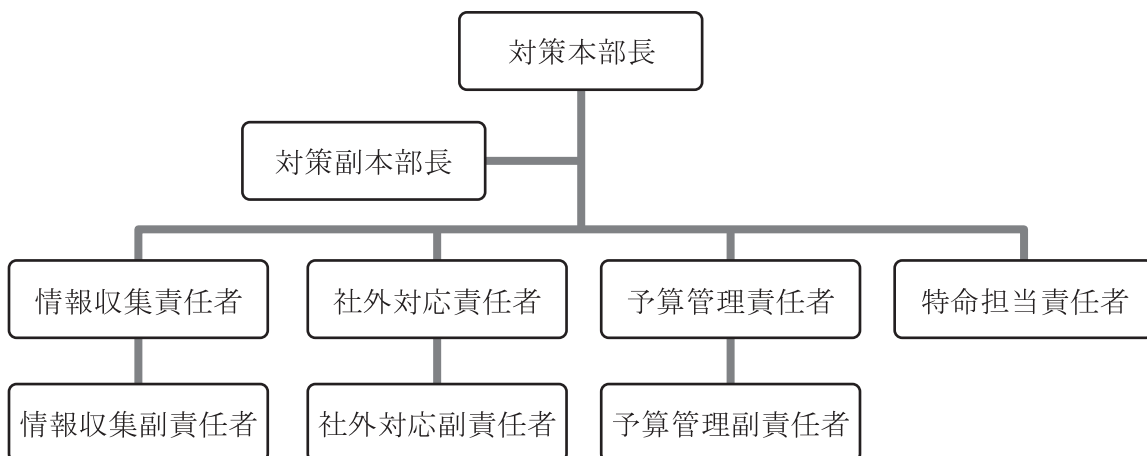 対策本部長
対策副本部長
情報収集責任者
社外対応責任者
予算管理責任者
特命担当責任者
情報収集副責任者
社外対応副責任者
予算管理副責任者